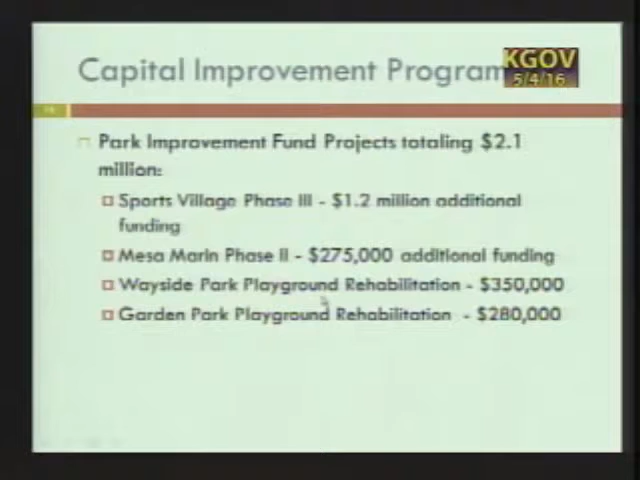 Capital Improvement Program
KGOV
5/4/16
Park Improvement Fund Projects totaling $2.1
million:
Sports Village Phase III - $1.2 million additional
funding
Mesa Marin Phase II - $275,000 additional funding
Wayside Park Playground Rehabilitation - $350,000
Garden Park Playground Rehabilitation - $280,000